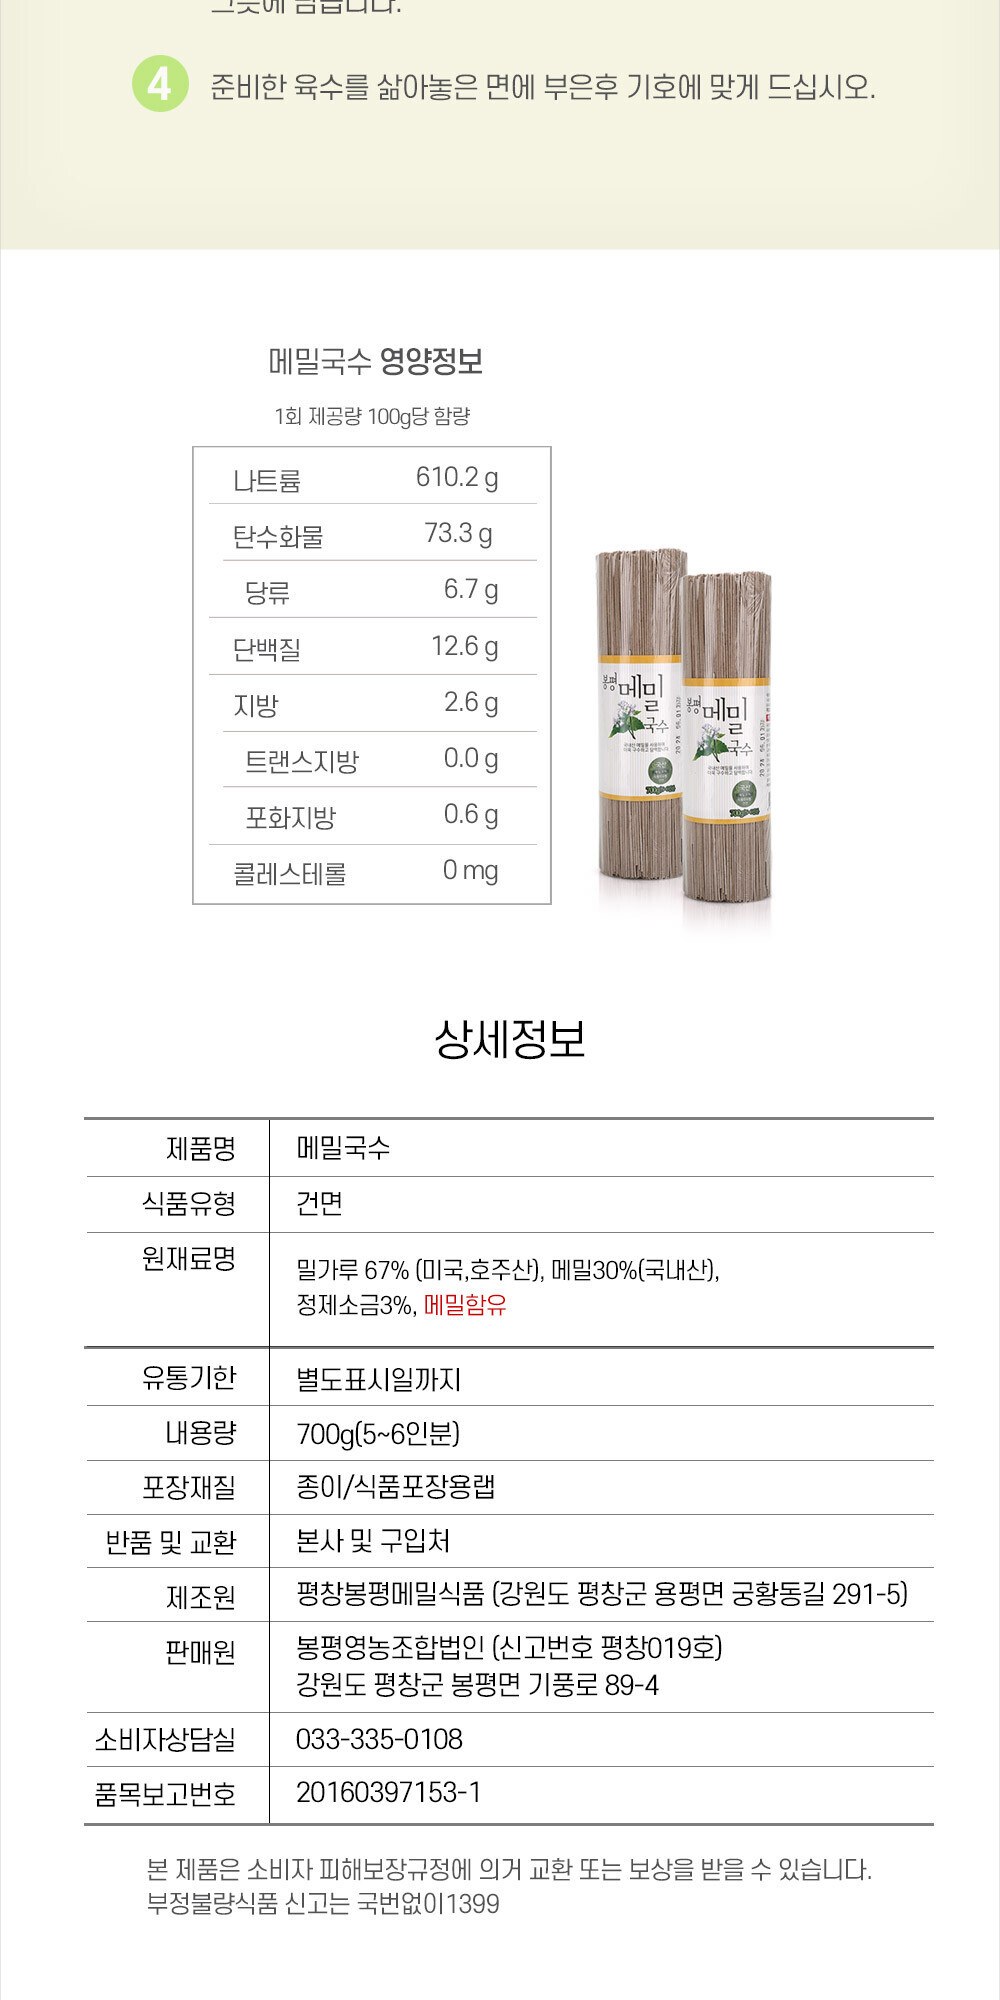 그릇에 담습니다.
4 준비한 육수를 삶아놓은 면에 부은후 기호에 맞게 드십시오.
메밀국수 영양정보
1회 제공량 100g당 함량
나트륨 610.2 g
탄수화물 73.3 g
당류 6.7 g
단백질 12.6 g
지방 2.6 g
트랜스지방 0.0 g
포화지방 0.6 g
콜레스테롤 0 mg
봉평 메밀
국수
봉평 메밀
국수
상세정보
제품명 메밀국수
식품유형 건면
원재료명 밀가루 67% (미국,호주산), 메밀30%(국내산),
정제소금3%, 메밀함유
유통기한 별도표시일까지
내용량 700g(5~6인분)
포장재질 종이/식품포장용랩
반품 및 교환 본사 및 구입처
제조원 평창봉평메밀식품 (강원도 평창군 용평면 궁황동길 291-5)
판매원 봉평영농조합법인 (신고번호 평창019호)
강원도 평창군 봉평면 기풍로 89-4
소비자상담실 033-335-0108
품목보고번호 20160397153-1
본 제품은 소비자 피해보장규정에 의거 교환 또는 보상을 받을 수 있습니다.
부정불량식품 신고는 국번없이1399